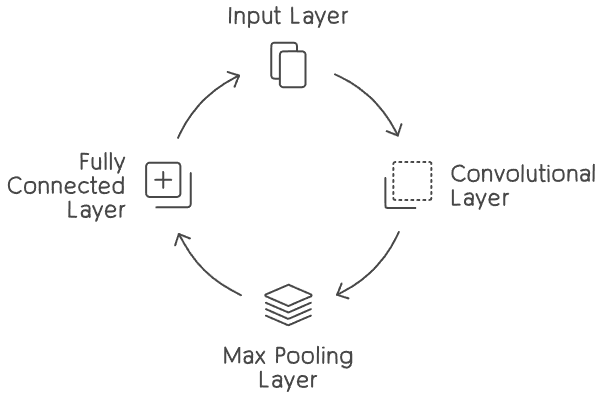 Input Layer
Convolutional
Layer
Max Pooling
Layer
Fully
Connected
Layer